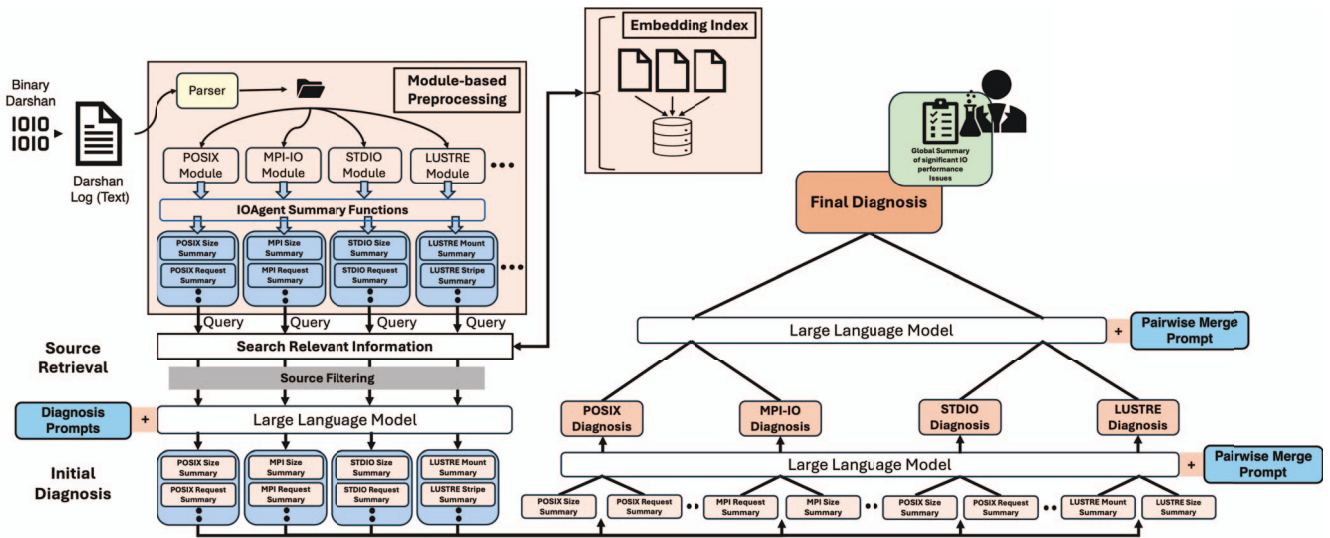 Embedding Index
Binary
Darshan
IOIO
IOIO
Darshan
Log (Text)
Parser
Module-based
Preprocessing
POSIX
Module
MPI-IO
Module
STDIO
Module
LUSTRE
Module
IOAgent Summary Functions
POSIX Size
Summary
MPI Size
Summary
STDIO Size
Summary
LUSTRE Mount
Summary
POSIX Request
Summary
MPI Request
Summary
STDIO Request
Summary
LUSTRE Stripe
Summary
Query
Query
Query
Query
Source
Retrieval
Search Relevant Information
Source Filtering
Diagnosis
Prompts
+
Large Language Model
Initial
Diagnosis
POSIX Size
Summary
MPI Size
Summary
STDIO Size
Summary
LUSTRE Mount
Summary
POSIX Request
Summary
MPI Request
Summary
STDIO Request
Summary
LUSTRE Stripe
Summary
Global Summary
of significant IO
performance
Issues
Final Diagnosis
Large Language Model
+
Pairwise Merge
Prompt
POSIX
Diagnosis
MPI-IO
Diagnosis
STDIO
Diagnosis
LUSTRE
Diagnosis
Large Language Model
+
Pairwise Merge
Prompt
POSIX Size
Summary
POSIX Request
Summary
MPI Request
Summary
MPI Size
Summary
POSIX Size
Summary
POSIX Request
Summary
LUSTRE Mount
Summary
LUSTRE Size
Summary